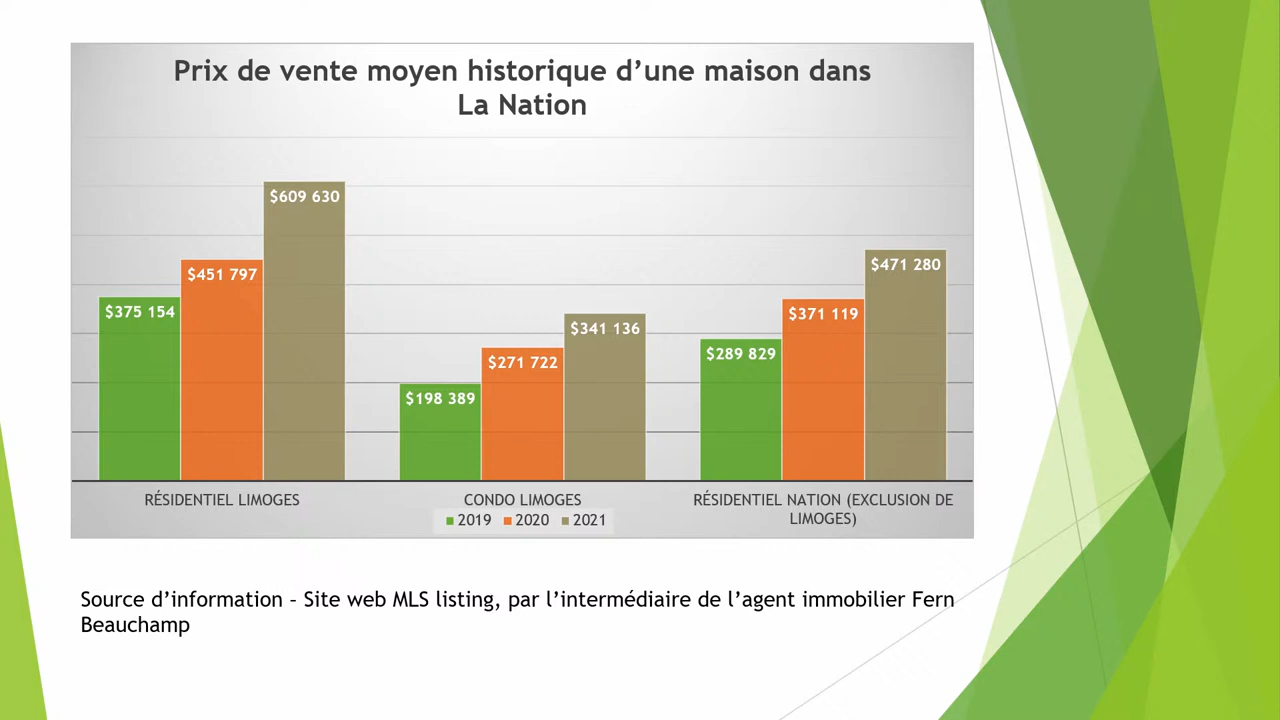 Prix de vente moyen historique d’une maison dans
La Nation
$609 630
$451 797
$375 154
$341 136
$271 722
$198 389
$471 280
$371 119
$289 829
RÉSIDENTIEL LIMOGES
CONDO LIMOGES
RÉSIDENTIEL NATION (EXCLUSION DE
LIMOGES)
2019 2020 2021
Source d’information – Site web MLS listing, par l’intermédiaire de l’agent immobilier Fern
Beauchamp